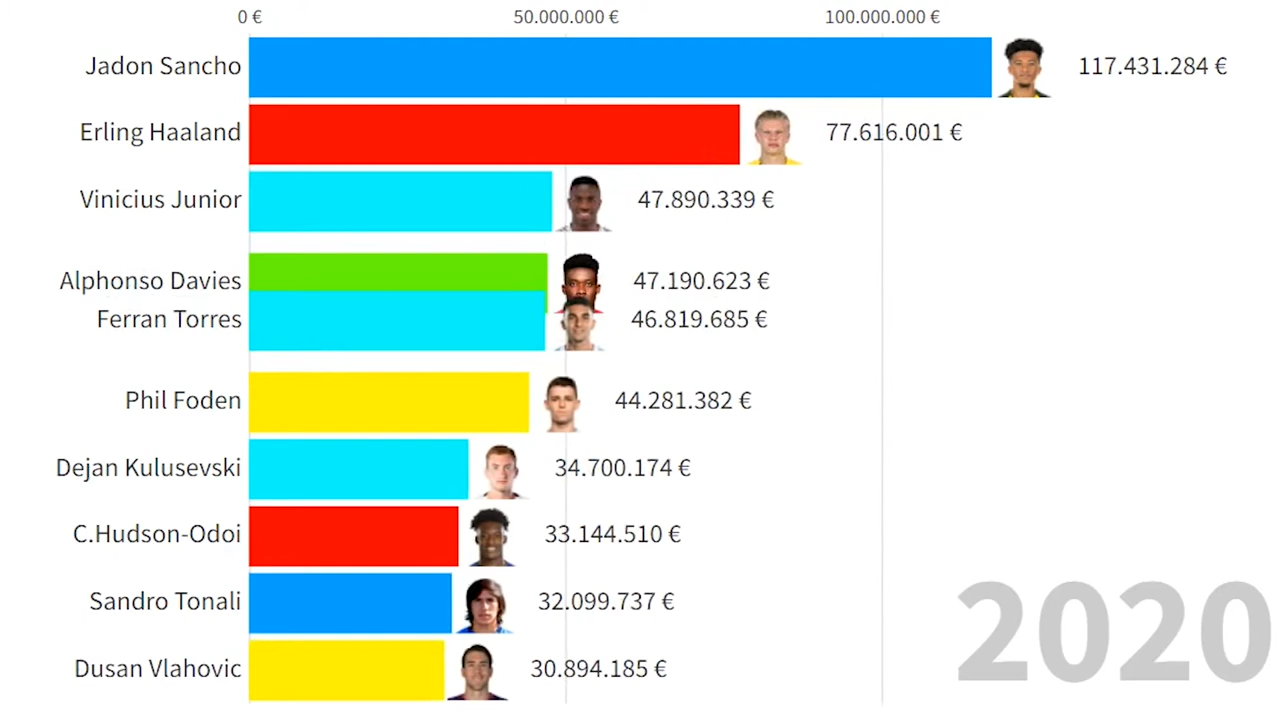 0 € 50.000.000 € 100.000.000 €
Jadon Sancho 117.431.284 €
Erling Haaland 77.616.001 €
Vinicius Junior 47.890.339 €
Alphonso Davies 47.190.623 €
Ferran Torres 46.819.685 €
Phil Foden 44.281.382 €
Dejan Kulusevski 34.700.174 €
C.Hudson-Odoi 33.144.510 €
Sandro Tonali 32.099.737 €
Dusan Vlahovic 30.894.185 €
2020